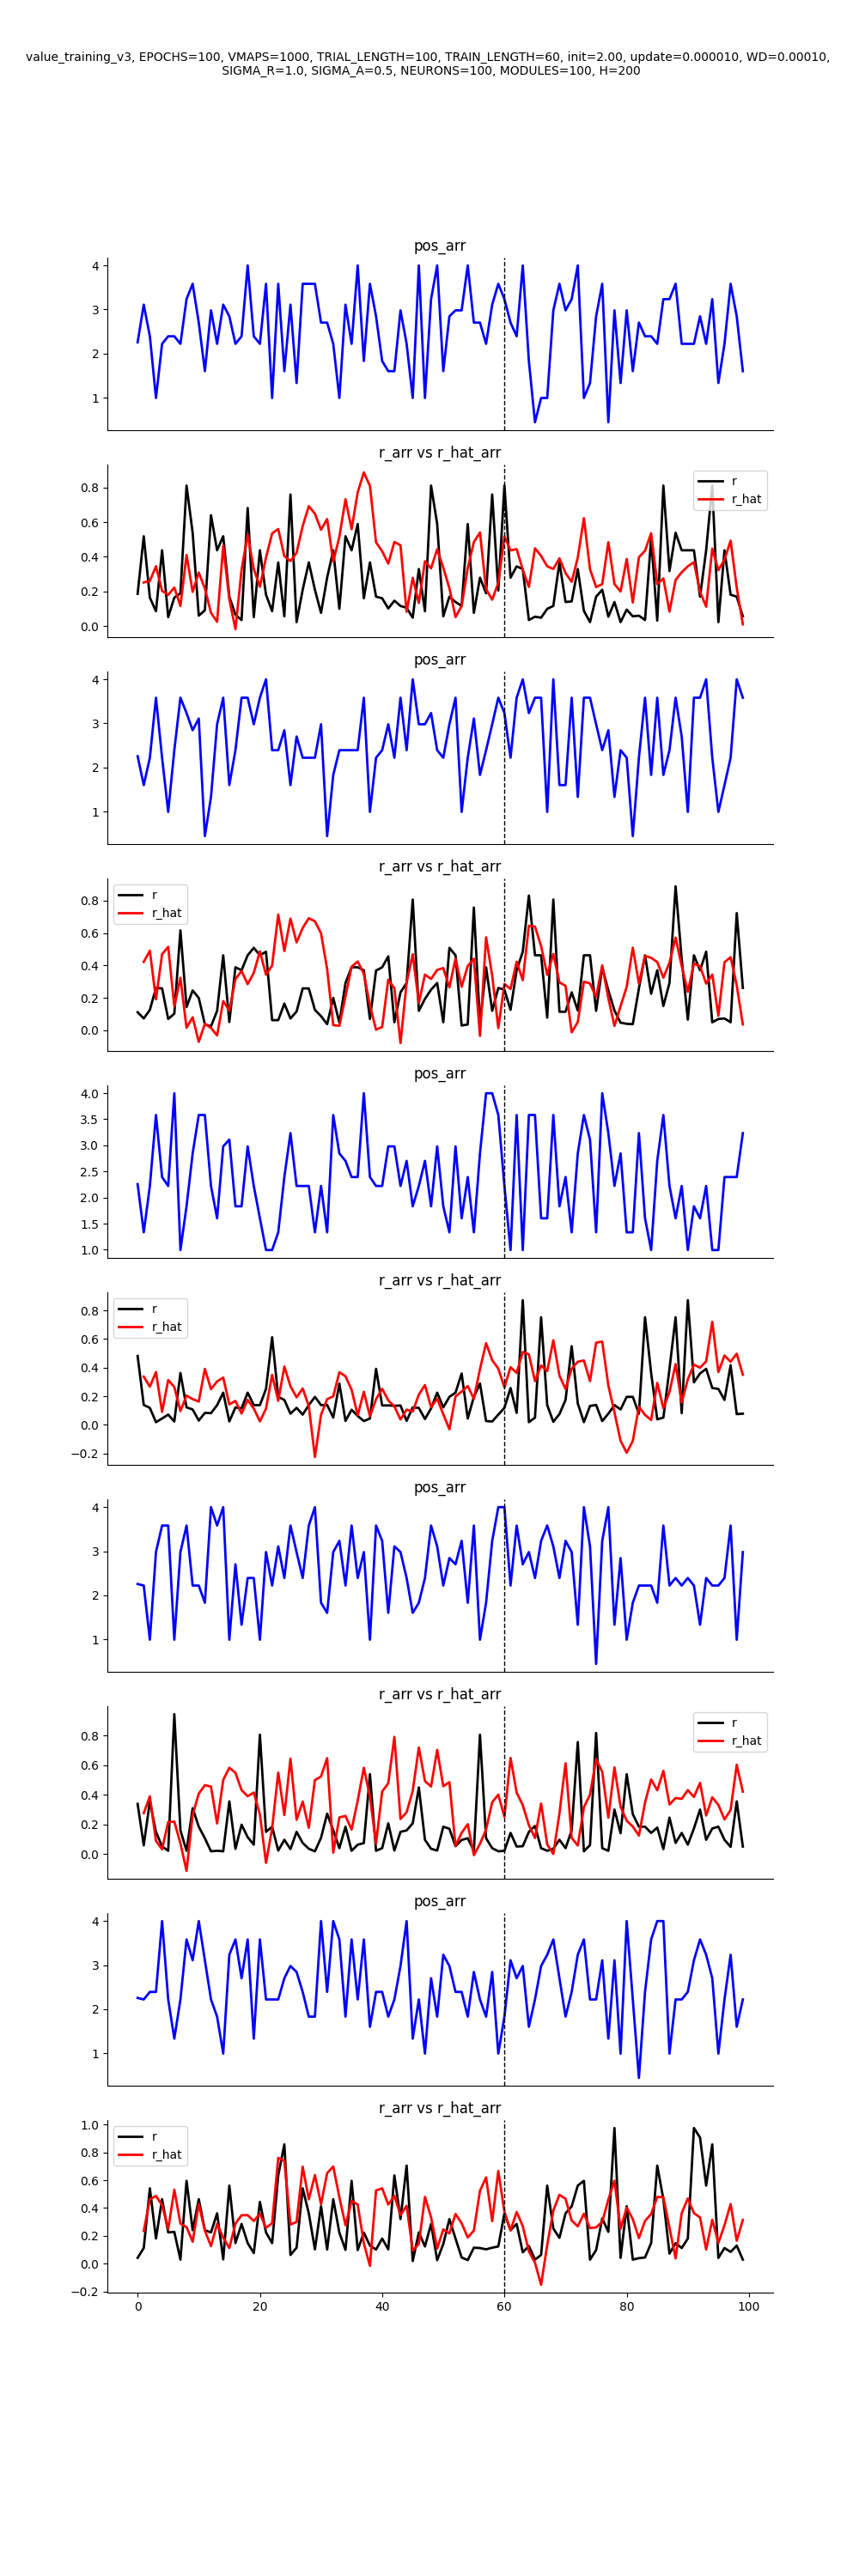 value_training_v3, EPOCHS=100, VMAPS=1000, TRIAL_LENGTH=100, TRAIN_LENGTH=60, init=2.00, update=0.000010, WD=0.00010,
SIGMA_R=1.0, SIGMA_A=0.5, NEURONS=100, MODULES=100, H=200
pos_arr
4
3
2
1
r_arr vs r_hat_arr
0.8
0.6
0.4
0.2
0.0
r
r_hat
pos_arr
4
3
2
1
r_arr vs r_hat_arr
0.8
0.6
0.4
0.2
0.0
r
r_hat
pos_arr
4.0
3.5
3.0
2.5
2.0
1.5
1.0
r_arr vs r_hat_arr
0.8
0.6
0.4
0.2
0.0
−0.2
r
r_hat
pos_arr
4
3
2
1
r_arr vs r_hat_arr
0.8
0.6
0.4
0.2
0.0
r
r_hat
pos_arr
4
3
2
1
r_arr vs r_hat_arr
1.0
0.8
0.6
0.4
0.2
0.0
−0.2
r
r_hat
0 20 40 60 80 100